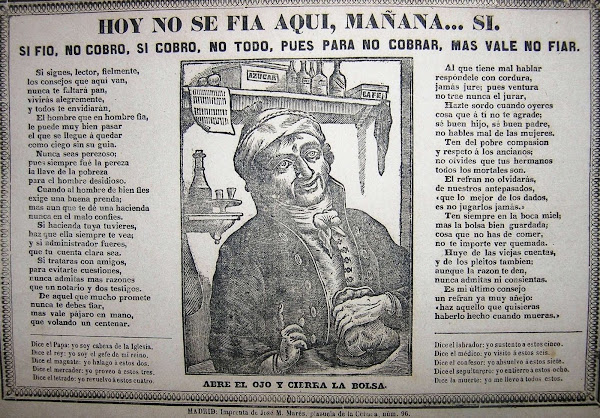 HOY NO SE FIA AQUI, MAÑANA... SI.
SI FIO, NO COBRO, SI COBRO, NO TODO, PUES PARA NO COBRAR, MAS VALE NO FIAR.
Si sigues, lector, fielmente,
los consejos que aqui van,
nunca te faltará pan,
vivirás alegremente,
y todos te envidiarán.
El hombre que en hombre fia,
le puede muy bien pasar
el que se llegue á quedar
como ciego sin su guia.
Nunca seas perezoso;
pues siempre fué la pereza
la llave de la pobreza
para el hombre desidioso.
Cuando al hombre de bien fies
exige una buena prenda;
mas aun que te dé una hacienda
nunca en el malo confies.
Si hacienda tuya tuvieres,
haz que ella siempre te vea;
y si administrador fueres,
que tu cuenta clara sea.
Si tratares con amigos,
para evitarte cuestiones,
nunca admitas mas razones
que un notario y dos testigos.
De aquel que mucho promete
nunca te debes fiar,
mas vale pájaro en mano,
que volando un centenar.
Dice el Papa: yo soy cabeza de la Iglesia.
Dice el rey: yo soy el gefe de mi reino.
Dice el magnate: yo halago á estos dos.
Dice el mercader: yo proveo á estos tres.
Dice el letrado: yo revuelvo á estos cuatro.
AZUCAR
CAFE
ABRE EL OJO Y CIERRA LA BOLSA.
Al que tiene mal hablar
respóndele con cordura,
jamás jure; pues ventura
no trae nunca el jurar.
Hazte sordo cuando oyeres
cosa que á ti no te agrade;
sé buen hijo, sé buen padre,
no hables mal de las mujeres.
Ten del pobre compasion
y respeto á los ancianos;
no olvides que tus hermanos
todos los mortales son.
El refran no olvidarás,
de nuestros antepasados,
«que lo mejor de los dados,
es no jugarlos jamás.»
Ten siempre en la boca miel;
mas la bolsa bien guardada;
cosa que no has de comer,
no te importe ver quemada.
Huye de las viejas cuentas,
y de los pleitos tambien;
aunque la razon te den,
nunca admitas ni consientas.
Es mi último consejo
un refran ya muy añejo:
«haz aquello que quisieras
haberlo hecho cuando mueras.»
Dice el labrador: yo sustento a estos cinco.
Dice el médico: yo visito á estos seis.
Dice el confesor: yo absuelvo á estos siete.
Dice el sepulturero: yo entierro a estos ocho.
Dice la muerte: ya me llevo á todos estos.
MADRID. Imprenta de José M. Marés, plazuela de la Cebada, núm. 96.